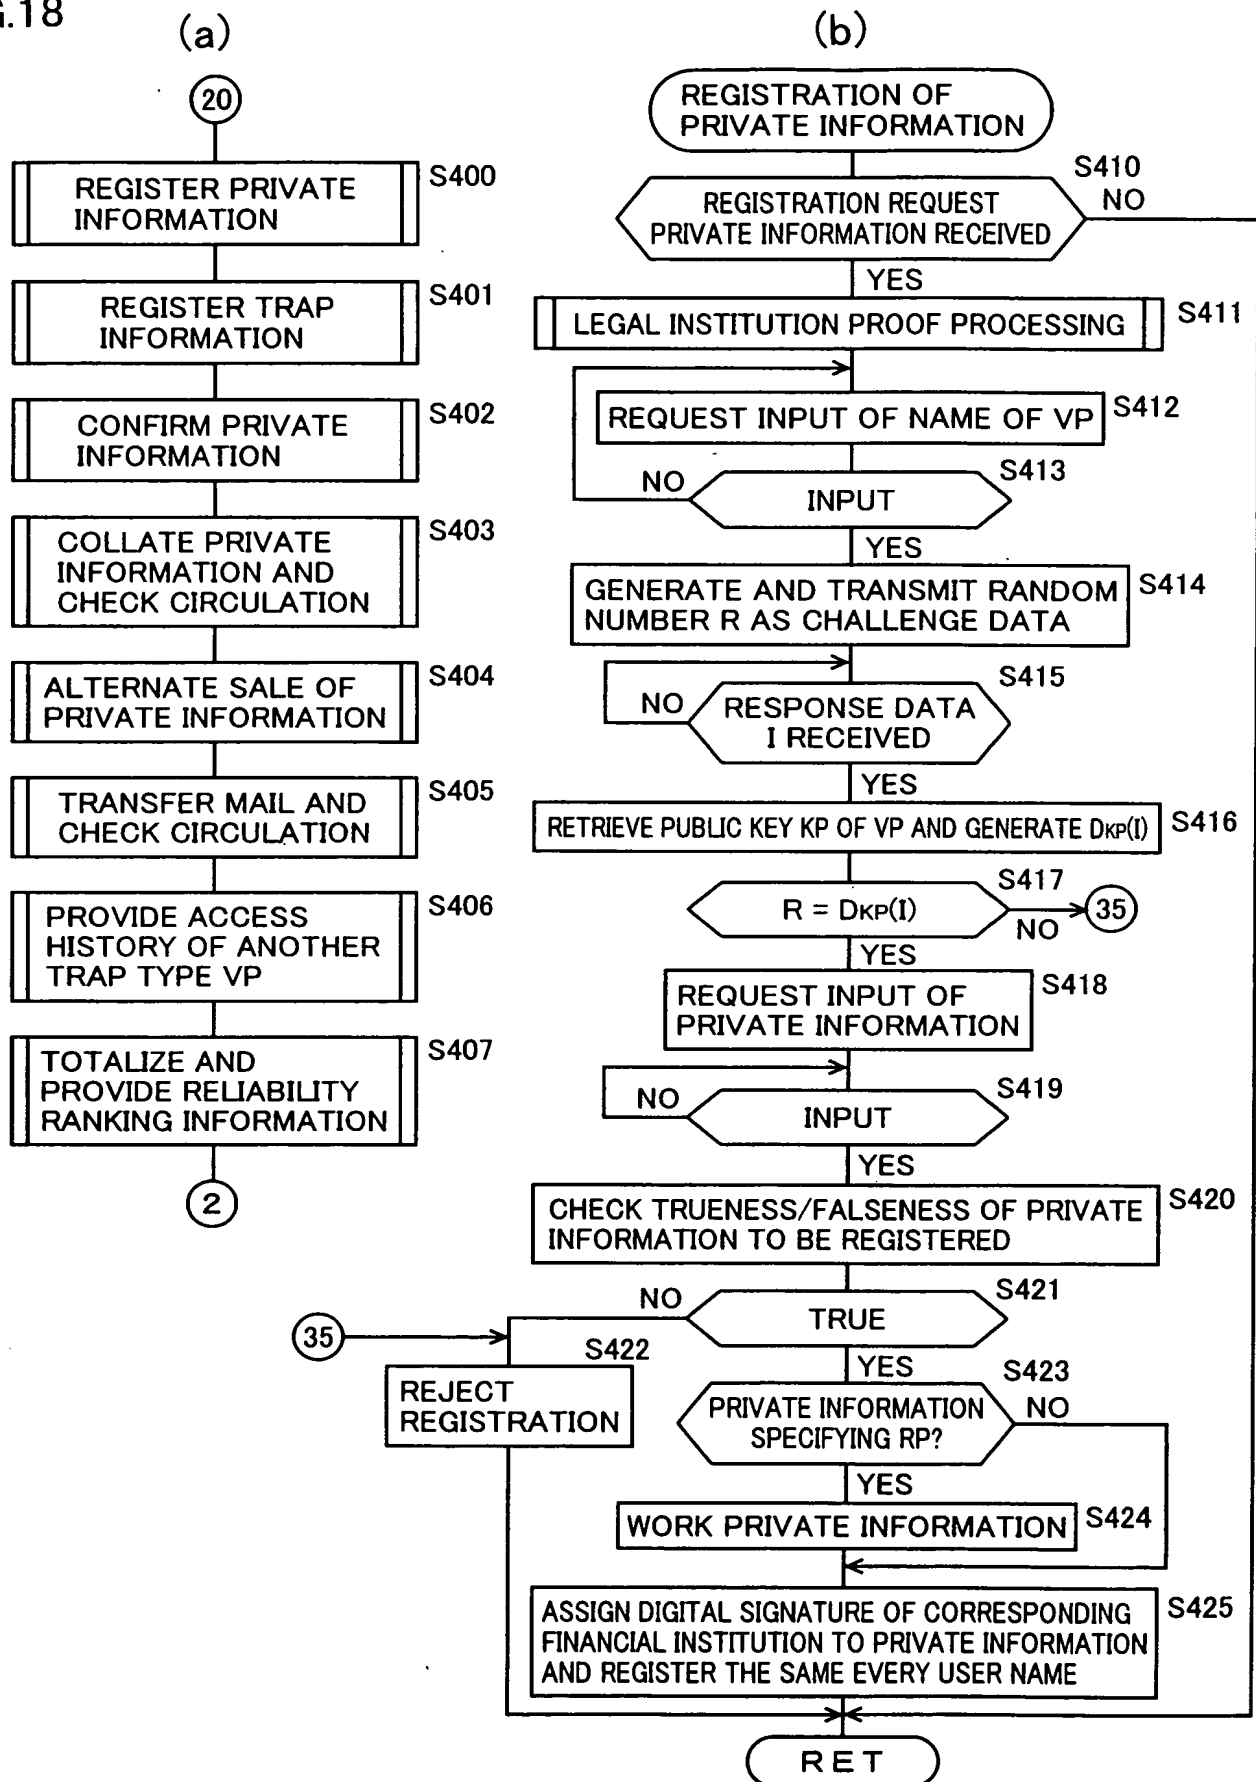 G.18
(a)
20
REGISTER PRIVATE
INFORMATION
S400
REGISTER TRAP
INFORMATION
S401
CONFIRM PRIVATE
INFORMATION
S402
COLLATE PRIVATE
INFORMATION AND
CHECK CIRCULATION
S403
ALTERNATE SALE OF
PRIVATE INFORMATION
S404
TRANSFER MAIL AND
CHECK CIRCULATION
S405
PROVIDE ACCESS
HISTORY OF ANOTHER
TRAP TYPE VP
S406
TOTALIZE AND
PROVIDE RELIABILITY
RANKING INFORMATION
S407
2
(b)
REGISTRATION OF
PRIVATE INFORMATION
S410
REGISTRATION REQUEST
PRIVATE INFORMATION RECEIVED
NO
YES
LEGAL INSTITUTION PROOF PROCESSING
S411
REQUEST INPUT OF NAME OF VP
S412
S413
NO
INPUT
YES
GENERATE AND TRANSMIT RANDOM
NUMBER R AS CHALLENGE DATA
S414
S415
NO
RESPONSE DATA
I RECEIVED
YES
RETRIEVE PUBLIC KEY KP OF VP AND GENERATE DKP(I)
S416
S417
R = DKP(I)
NO
35
YES
REQUEST INPUT OF
PRIVATE INFORMATION
S418
S419
NO
INPUT
YES
CHECK TRUENESS/FALSENESS OF PRIVATE
INFORMATION TO BE REGISTERED
S420
S421
NO
TRUE
YES
35
S422
REJECT
REGISTRATION
S423
PRIVATE INFORMATION
SPECIFYING RP?
NO
YES
WORK PRIVATE INFORMATION
S424
ASSIGN DIGITAL SIGNATURE OF CORRESPONDING
FINANCIAL INSTITUTION TO PRIVATE INFORMATION
AND REGISTER THE SAME EVERY USER NAME
S425
RET